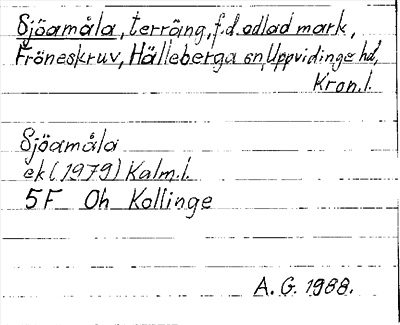 Sjöamåla, terräng, f.d. odlad mark,
Fröneskruv, Hälleberga sn, Uppvidinge hd,
Kron.l.
Sjöamåla
ek (1979) Kalm.l.
5F Oh Kollinge
A.G. 1988.